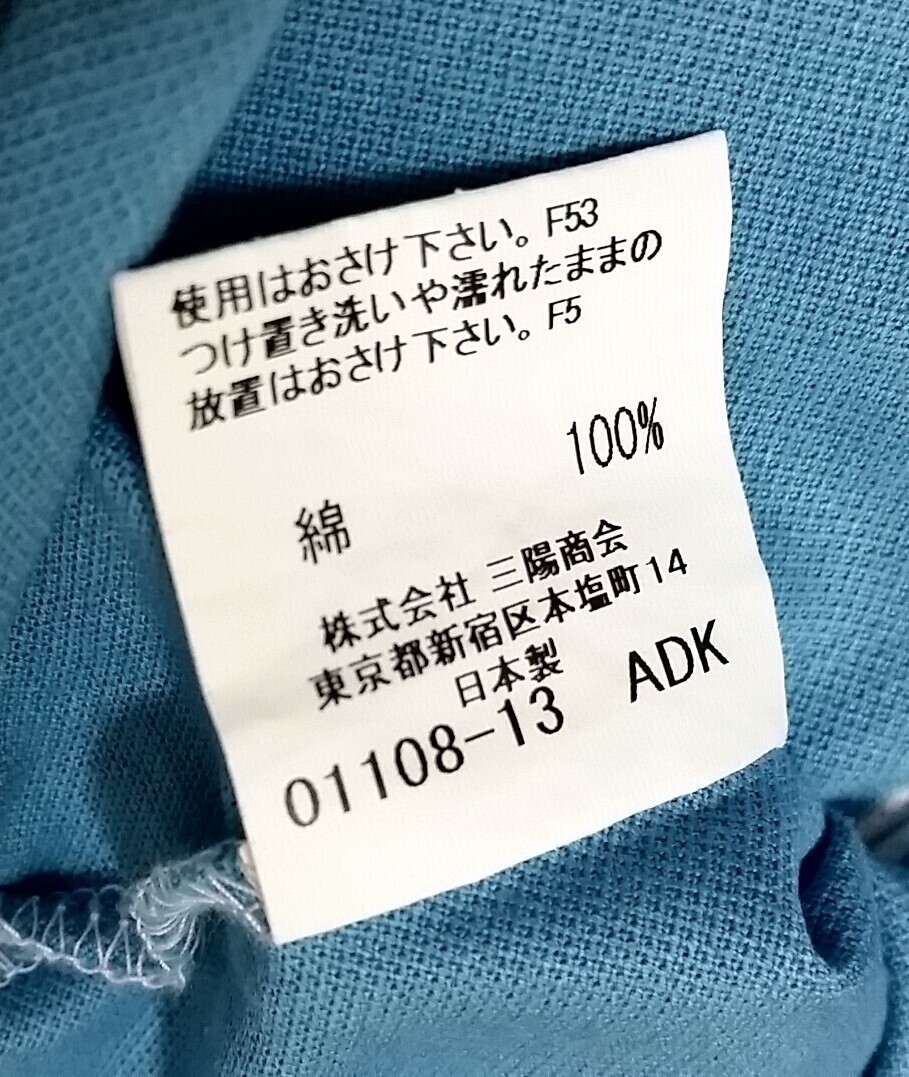 使用はおさけ下さい。F53
つけ置き洗いや濡れたままの
放置はおさけ下さい。F5
100%
綿
株式会社 三陽商会
東京都新宿区本塩町14
日本製
01108-13 ADK